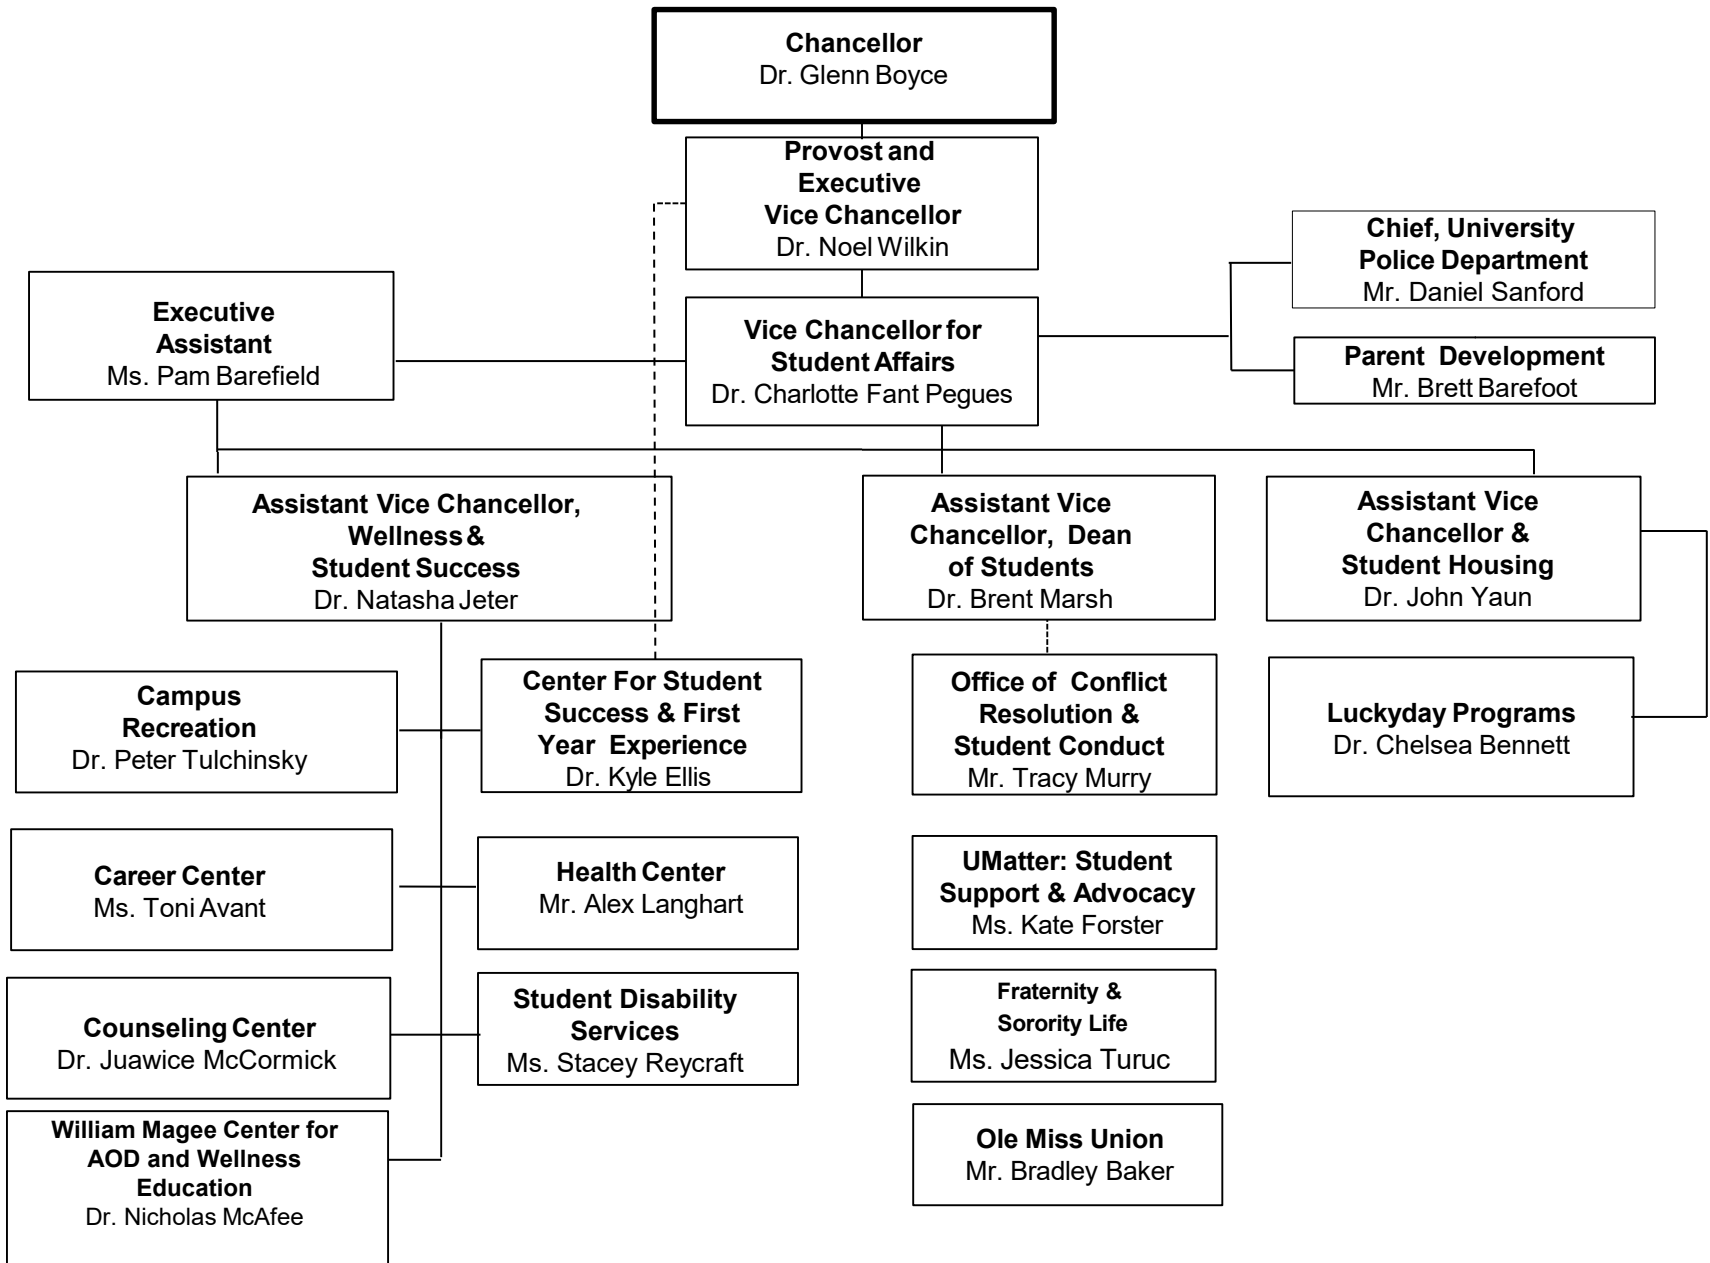 Chancellor
Dr. Glenn Boyce
Provost and
Executive
Vice Chancellor
Dr. Noel Wilkin
Chief, University
Police Department
Mr. Daniel Sanford
Executive
Assistant
Ms. Pam Barefield
Vice Chancellor for
Student Affairs
Dr. Charlotte Fant Pegues
Parent Development
Mr. Brett Barefoot
Assistant Vice Chancellor,
Wellness &
Student Success
Dr. Natasha Jeter
Assistant Vice
Chancellor, Dean
of Students
Dr. Brent Marsh
Assistant Vice
Chancellor &
Student Housing
Dr. John Yaun
Campus
Recreation
Dr. Peter Tulchinsky
Center For Student
Success & First
Year Experience
Dr. Kyle Ellis
Office of Conflict
Resolution &
Student Conduct
Mr. Tracy Murry
Luckyday Programs
Dr. Chelsea Bennett
Career Center
Ms. Toni Avant
Health Center
Mr. Alex Langhart
UMatter: Student
Support & Advocacy
Ms. Kate Forster
Counseling Center
Dr. Juawice McCormick
Student Disability
Services
Ms. Stacey Reycraft
Fraternity &
Sorority Life
Ms. Jessica Turuc
William Magee Center for
AOD and Wellness
Education
Dr. Nicholas McAfee
Ole Miss Union
Mr. Bradley Baker